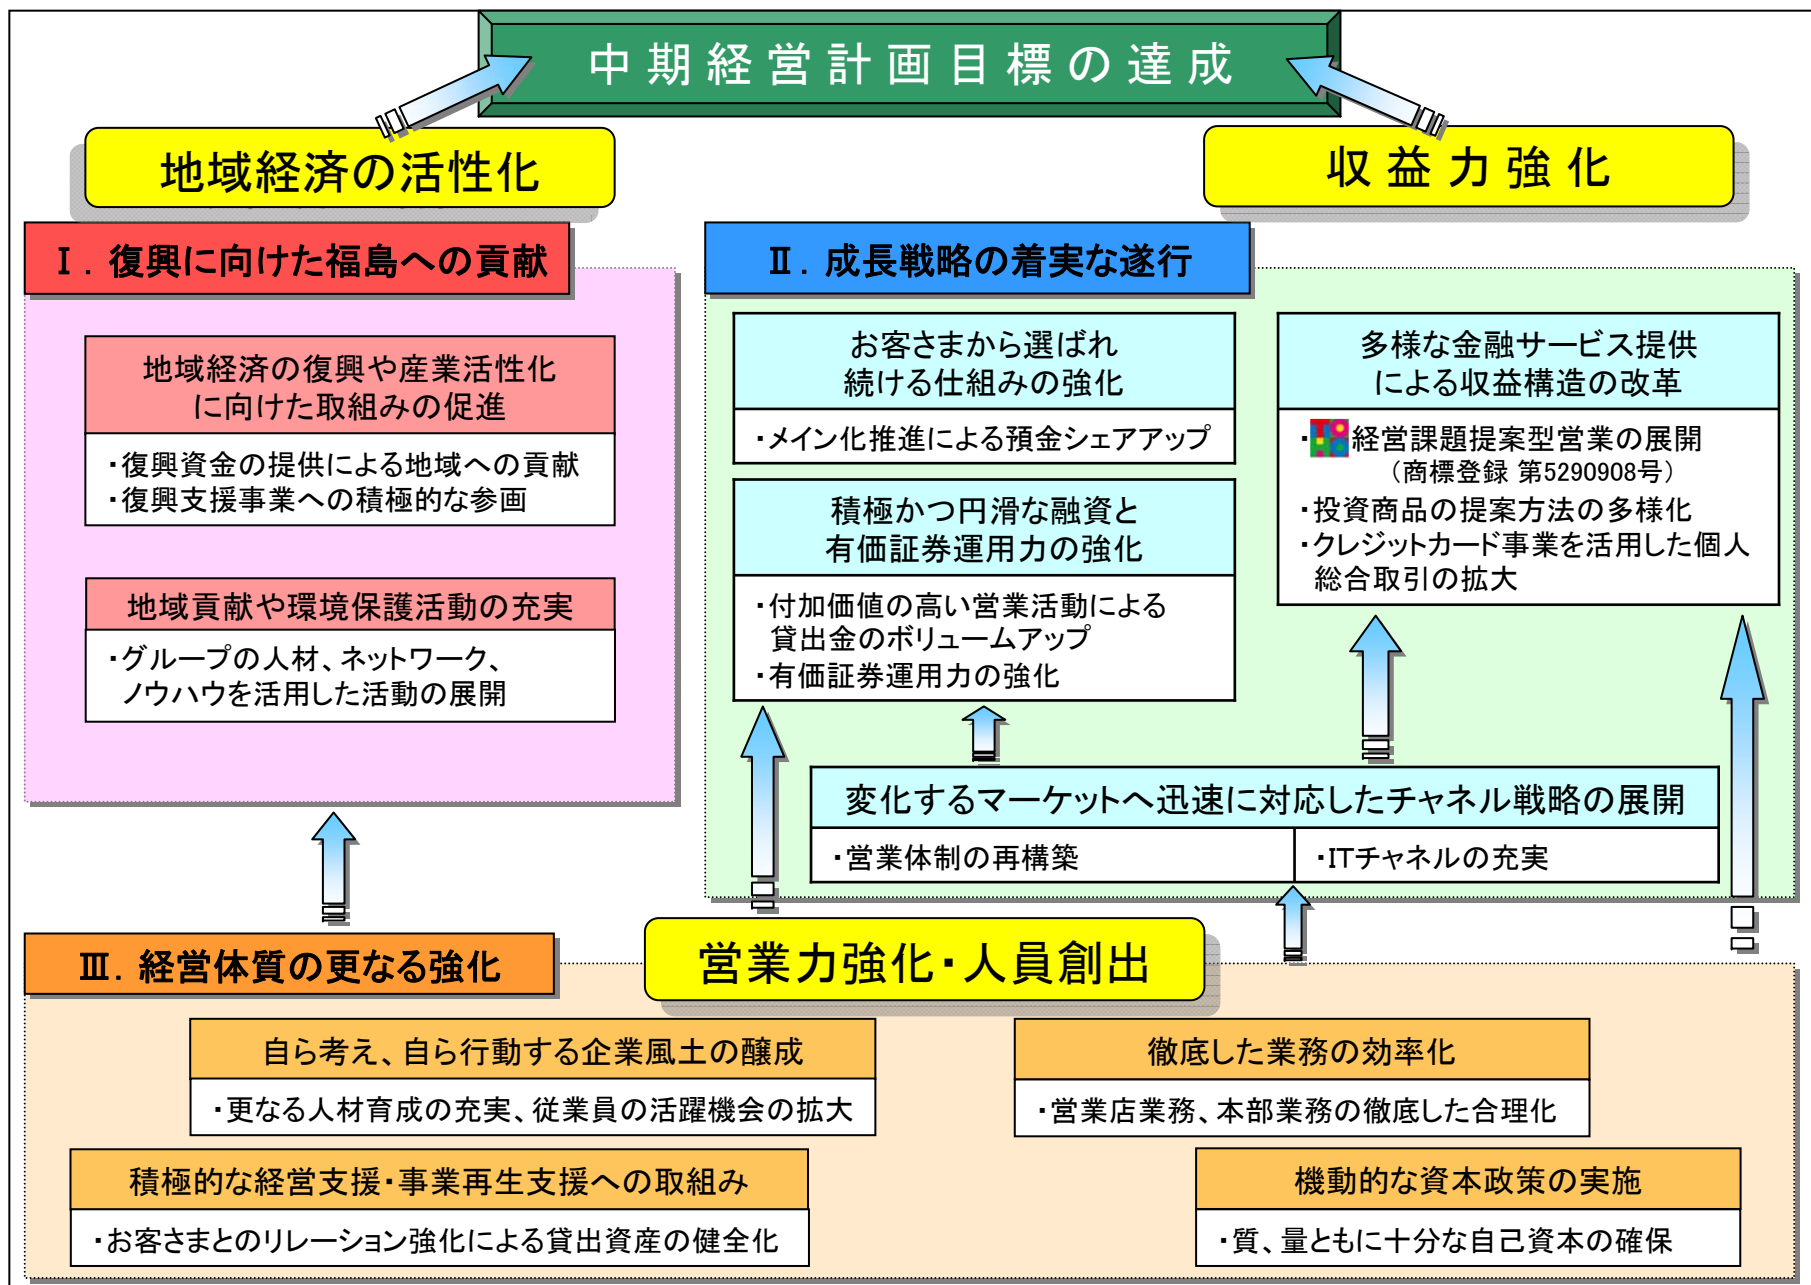 中期経営計画目標の達成
地域経済の活性化
収益力強化
Ⅰ．復興に向けた福島への貢献
地域経済の復興や産業活性化
に向けた取組みの促進
・復興資金の提供による地域への貢献
・復興支援事業への積極的な参画
地域貢献や環境保護活動の充実
・グループの人材、ネットワーク、
ノウハウを活用した活動の展開
Ⅱ．成長戦略の着実な遂行
お客さまから選ばれ
続ける仕組みの強化
・メイン化推進による預金シェアアップ
積極かつ円滑な融資と
有価証券運用力の強化
・付加価値の高い営業活動による
貸出金のボリュームアップ
・有価証券運用力の強化
多様な金融サービス提供
による収益構造の改革
・TOHO経営課題提案型営業の展開
（商標登録 第5290908号）
・投資商品の提案方法の多様化
・クレジットカード事業を活用した個人
総合取引の拡大
変化するマーケットへ迅速に対応したチャネル戦略の展開
・営業体制の再構築
・ITチャネルの充実
Ⅲ．経営体質の更なる強化
営業力強化・人員創出
自ら考え、自ら行動する企業風土の醸成
・更なる人材育成の充実、従業員の活躍機会の拡大
徹底した業務の効率化
・営業店業務、本部業務の徹底した合理化
積極的な経営支援・事業再生支援への取組み
・お客さまとのリレーション強化による貸出資産の健全化
機動的な資本政策の実施
・質、量ともに十分な自己資本の確保